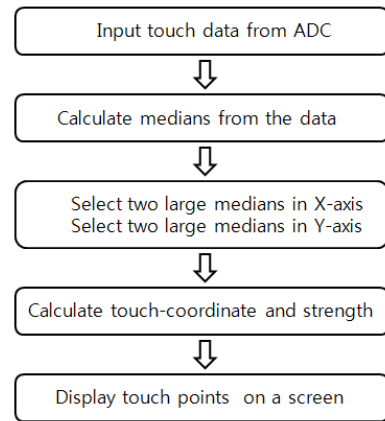 Input touch data from ADC
Calculate medians from the data
Select two large medians in X-axis
Select two large medians in Y-axis
Calculate touch-coordinate and strength
Display touch points on a screen